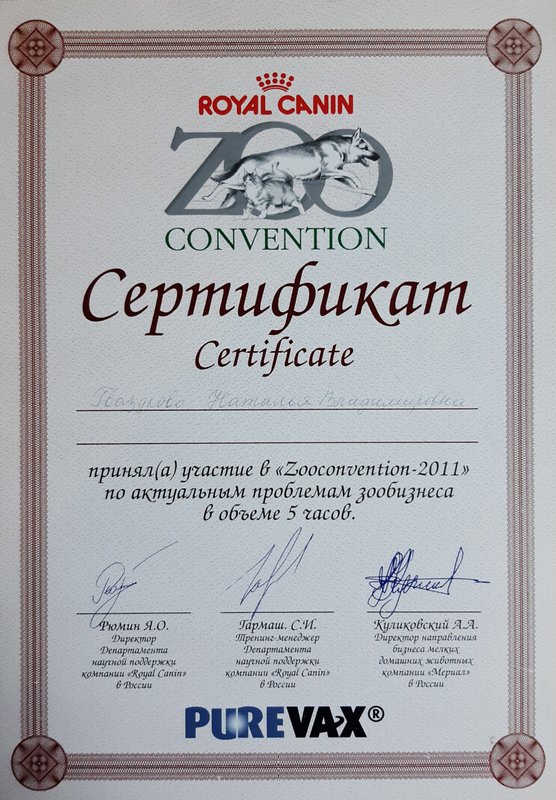 ROYAL CANIN
ZOO
CONVENTION
Сертификат
Certificate
Наталья Владимировна
принял(а) участие в «Zooconvention-2011»
по актуальным проблемам зообизнеса
в объеме 5 часов.
Рюмин Я.О.
Директор
Департамента
научной поддержки
компании «Royal Canin»
в России
Гармаш. С.И.
Тренинг-менеджер
Департамента
научной поддержки
компании «Royal Canin»
в России
Куликовский А.А.
Директор направления
бизнеса мелких
домашних животных
компании «Мериал»
в России
PUREVAX®